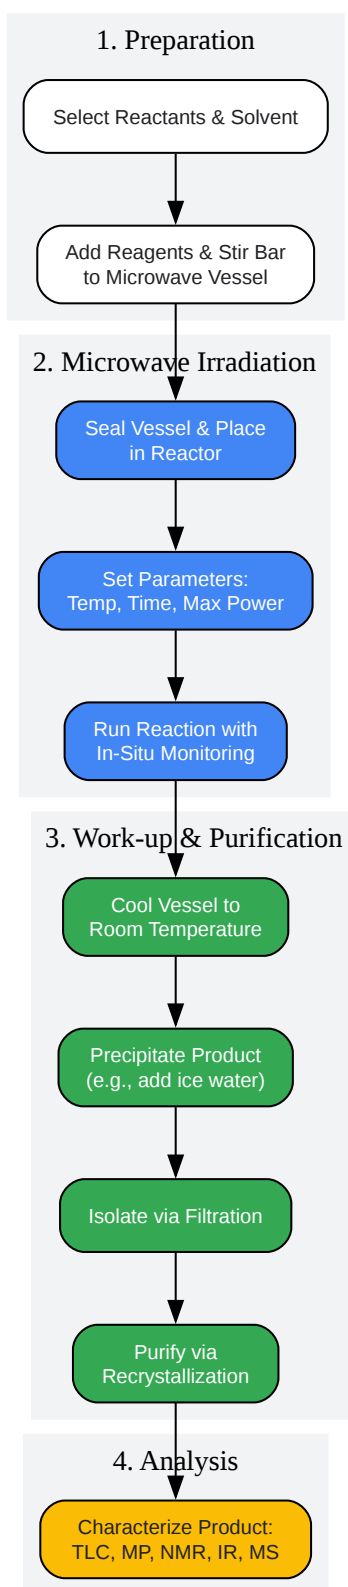 1. Preparation
Select Reactants & Solvent
Add Reagents & Stir Bar
to Microwave Vessel
2. Microwave Irradiation
Seal Vessel & Place
in Reactor
Set Parameters:
Temp, Time, Max Power
Run Reaction with
In-Situ Monitoring
3. Work-up & Purification
Cool Vessel to
Room Temperature
Precipitate Product
(e.g., add ice water)
Isolate via Filtration
Purify via
Recrystallization
4. Analysis
Characterize Product:
TLC, MP, NMR, IR, MS